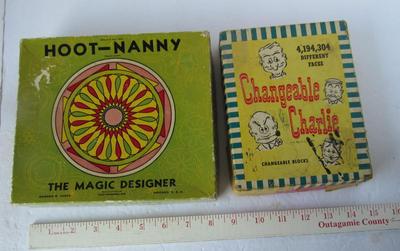 HOOT–NANNY
THE MAGIC DESIGNER
4,194,304
DIFFERENT
FACES
Changeable
Charlie
CHANGEABLE BLOCKS
Outagamie County